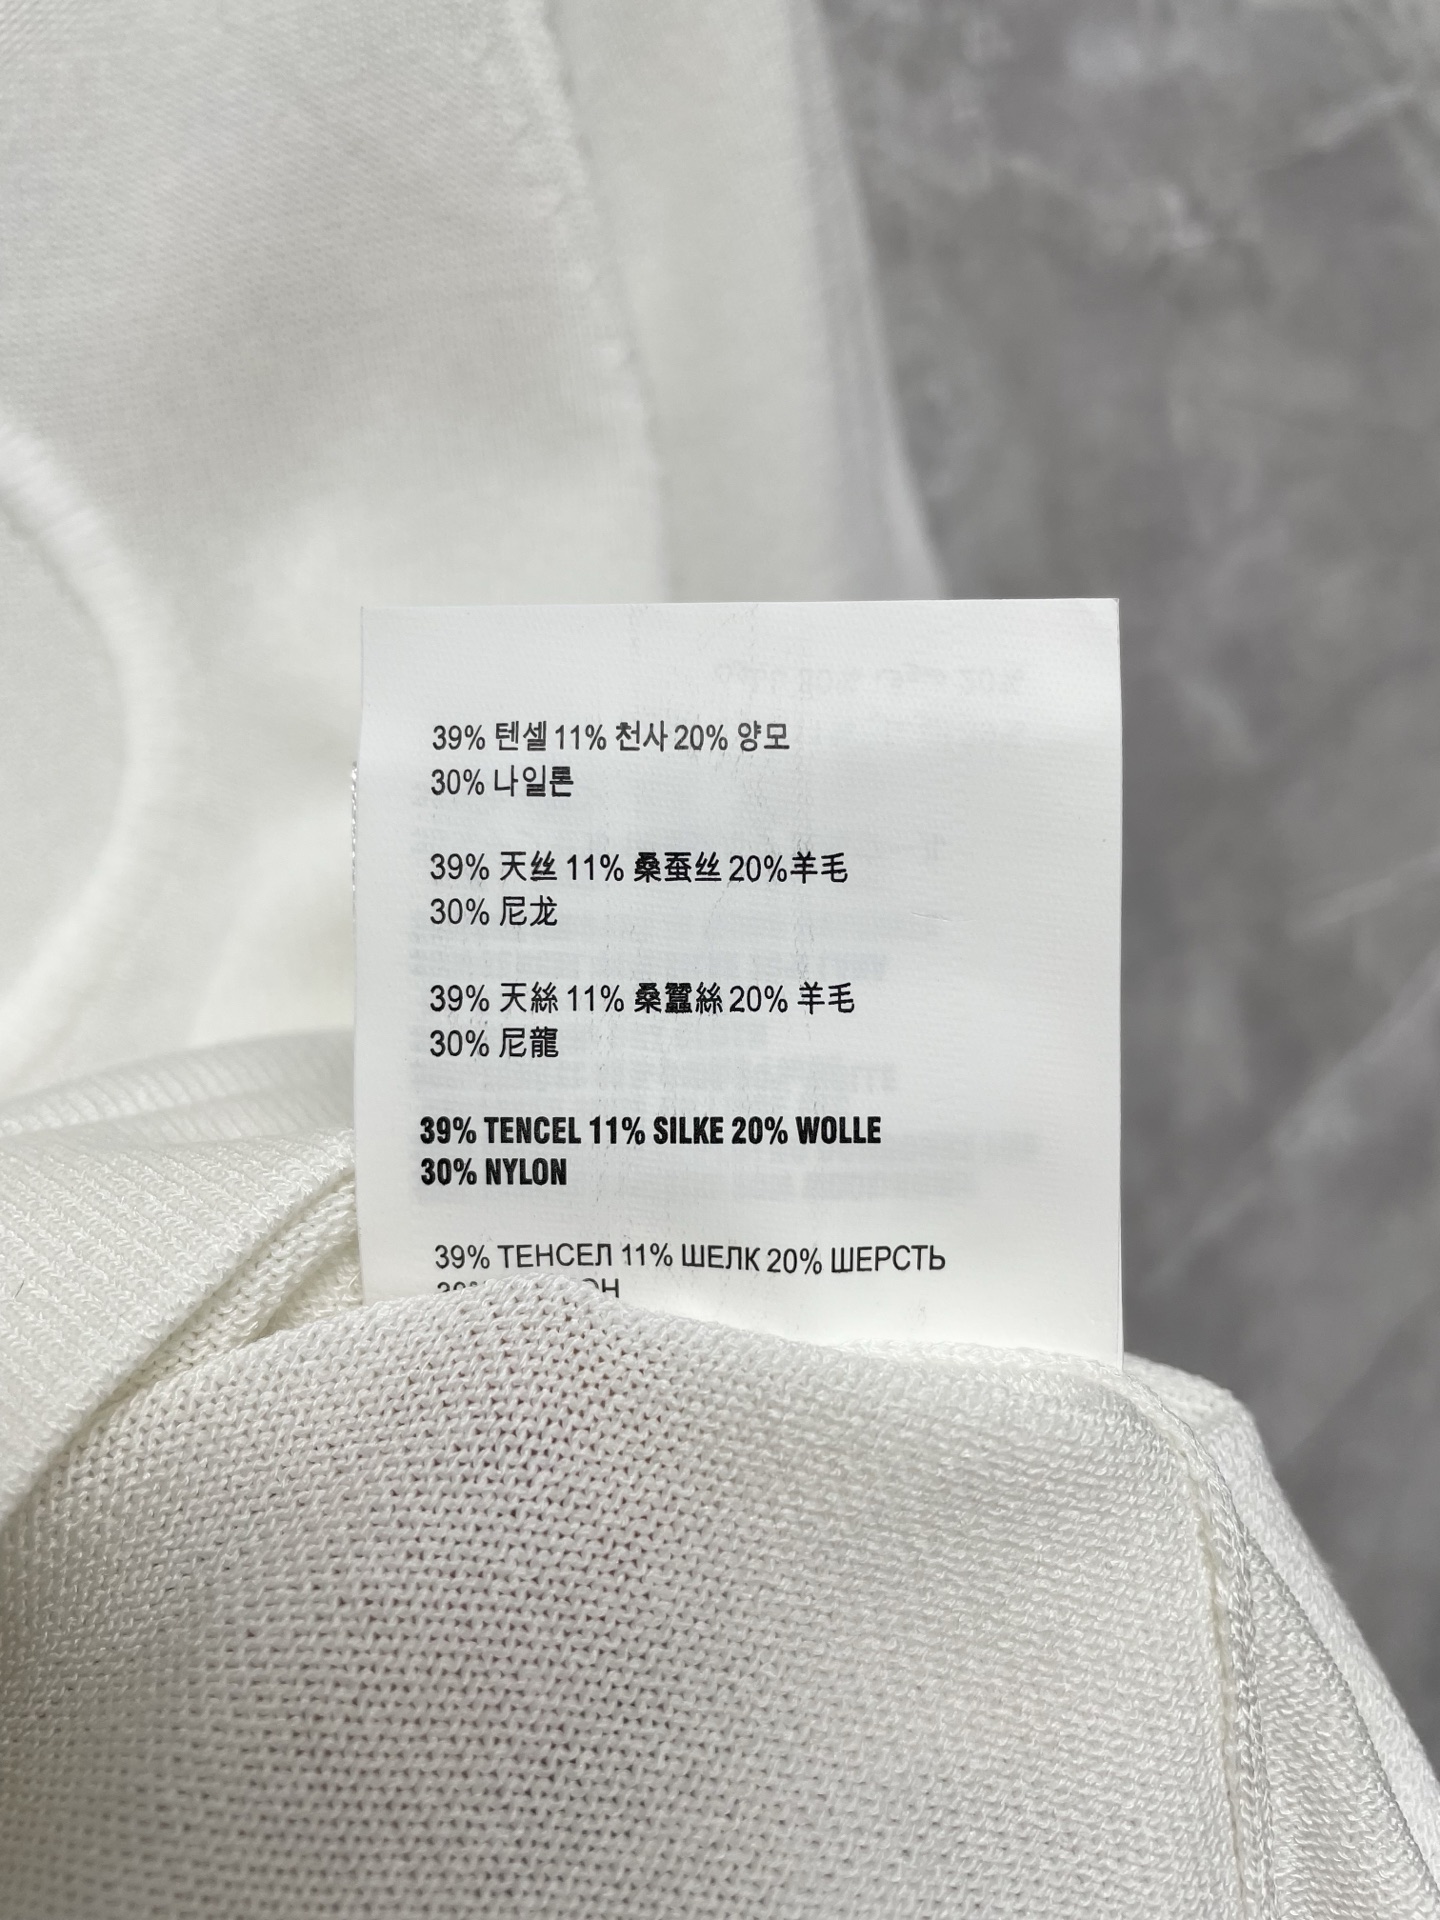 39% 텐셀 11% 천사 20% 양모
30% 나일론
39% 天丝 11% 桑蚕丝 20%羊毛
30% 尼龙
39% 天絲 11% 桑蠶絲 20% 羊毛
30% 尼龍
39% TENCEL 11% SILKE 20% WOLLE
30% NYLON
39% ТЕНСЕЛ 11% ШЕЛК 20% ШЕРСТЬ